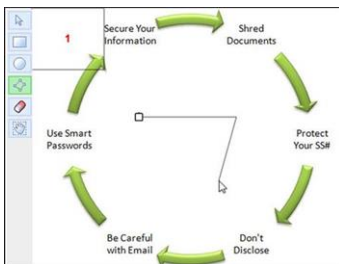 1
Secure Your
Information
Shred
Documents
Protect
Your SS#
Don't
Disclose
Be Careful
with Email
Use Smart
Passwords